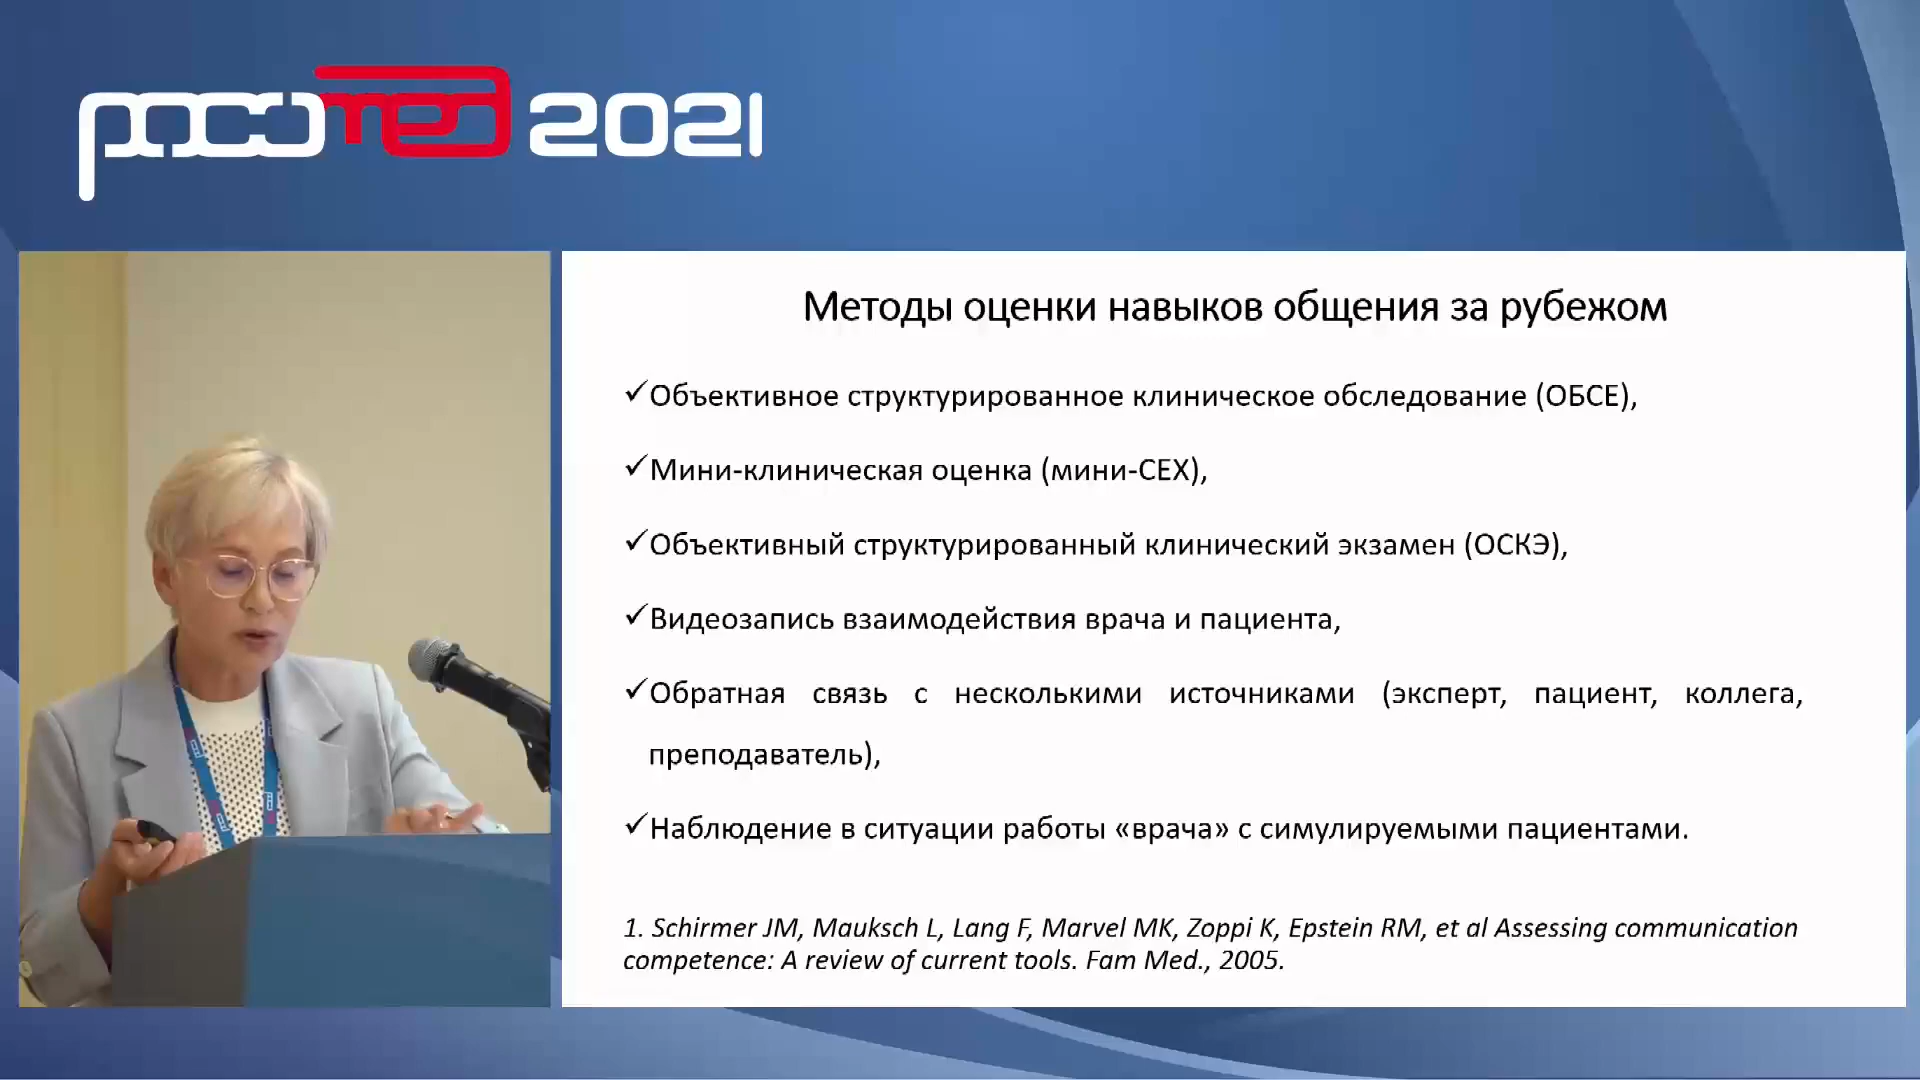 росомед 2021
Методы оценки навыков общения за рубежом
✓Объективное структурированное клиническое обследование (ОБСЕ),
✓Мини-клиническая оценка (мини-CEX),
✓Объективный структурированный клинический экзамен (ОСКЭ),
✓Видеозапись взаимодействия врача и пациента,
✓Обратная связь с несколькими источниками (эксперт, пациент, коллега,
преподаватель),
✓Наблюдение в ситуации работы «врача» с симулируемыми пациентами.
1. Schirmer JM, Mauksch L, Lang F, Marvel MK, Zoppi K, Epstein RM, et al Assessing communication
competence: A review of current tools. Fam Med., 2005.